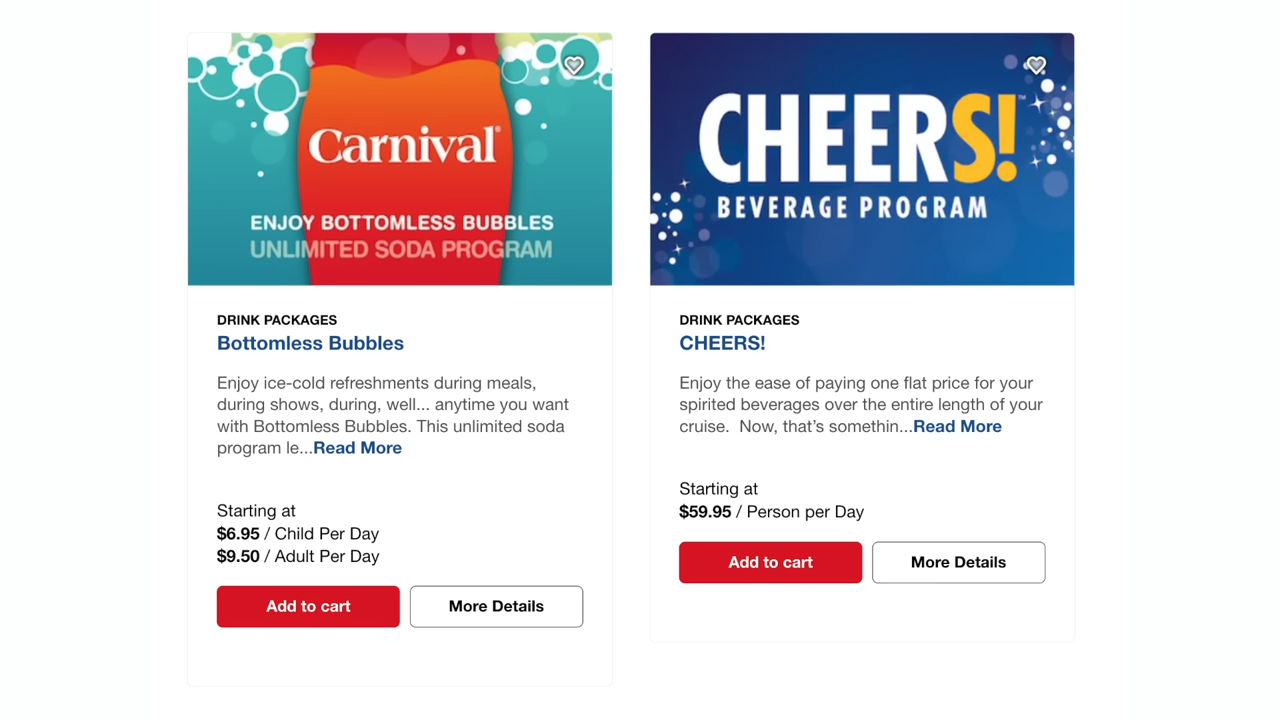 Carnival®
ENJOY BOTTOMLESS BUBBLES
UNLIMITED SODA PROGRAM
DRINK PACKAGES
Bottomless Bubbles
Enjoy ice-cold refreshments during meals,
during shows, during, well... anytime you want
with Bottomless Bubbles. This unlimited soda
program le...Read More
Starting at
$6.95 / Child Per Day
$9.50 / Adult Per Day
Add to cart
More Details
CHEERS!™
BEVERAGE PROGRAM
DRINK PACKAGES
CHEERS!
Enjoy the ease of paying one flat price for your
spirited beverages over the entire length of your
cruise.  Now, that’s somethin...Read More
Starting at
$59.95 / Person per Day
Add to cart
More Details